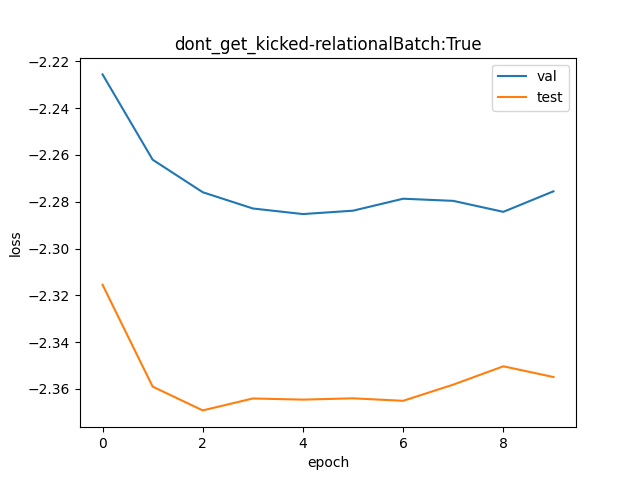 dont_get_kicked-relationalBatch:True
−2.22
−2.24
−2.26
−2.28
−2.30
−2.32
−2.34
−2.36
loss
val
test
0
2
4
6
8
epoch